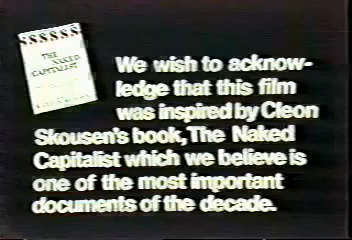 THE
NAKED
CAPITALIST
We wish to acknow-
ledge that this film
was inspired by Cleon
Skousen's book,The Naked
Capitalist which we believe is
one of the most important
documents of the decade.